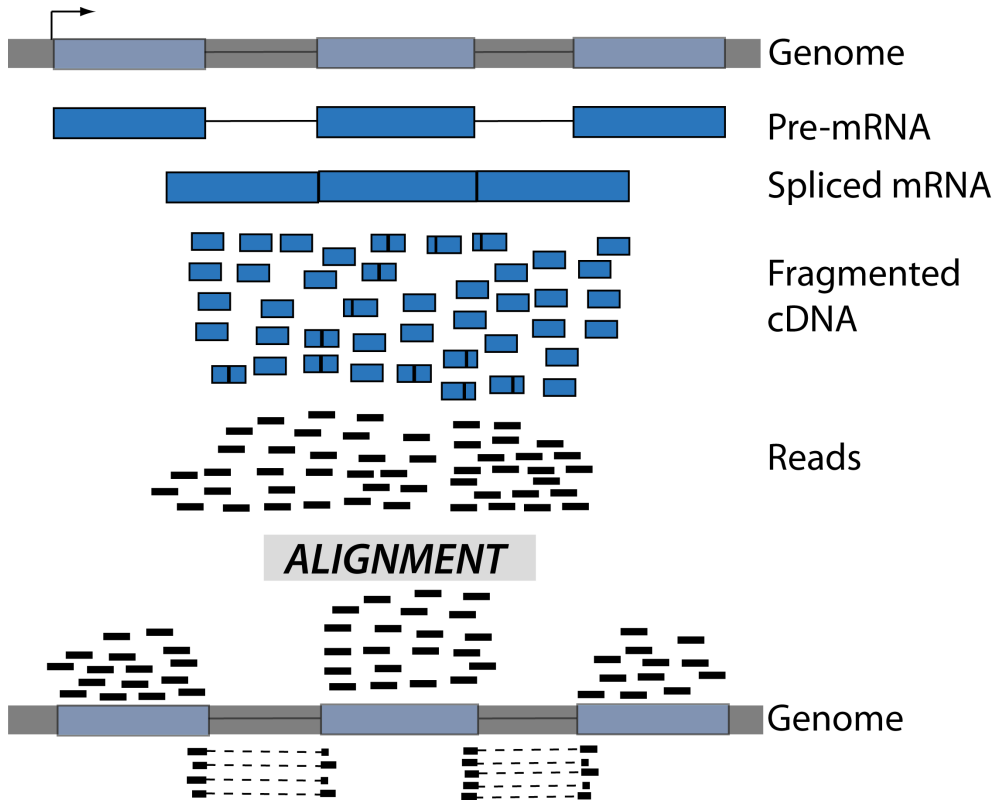 Genome
Pre-mRNA
Spliced mRNA
Fragmented
cDNA
Reads
ALIGNMENT
Genome